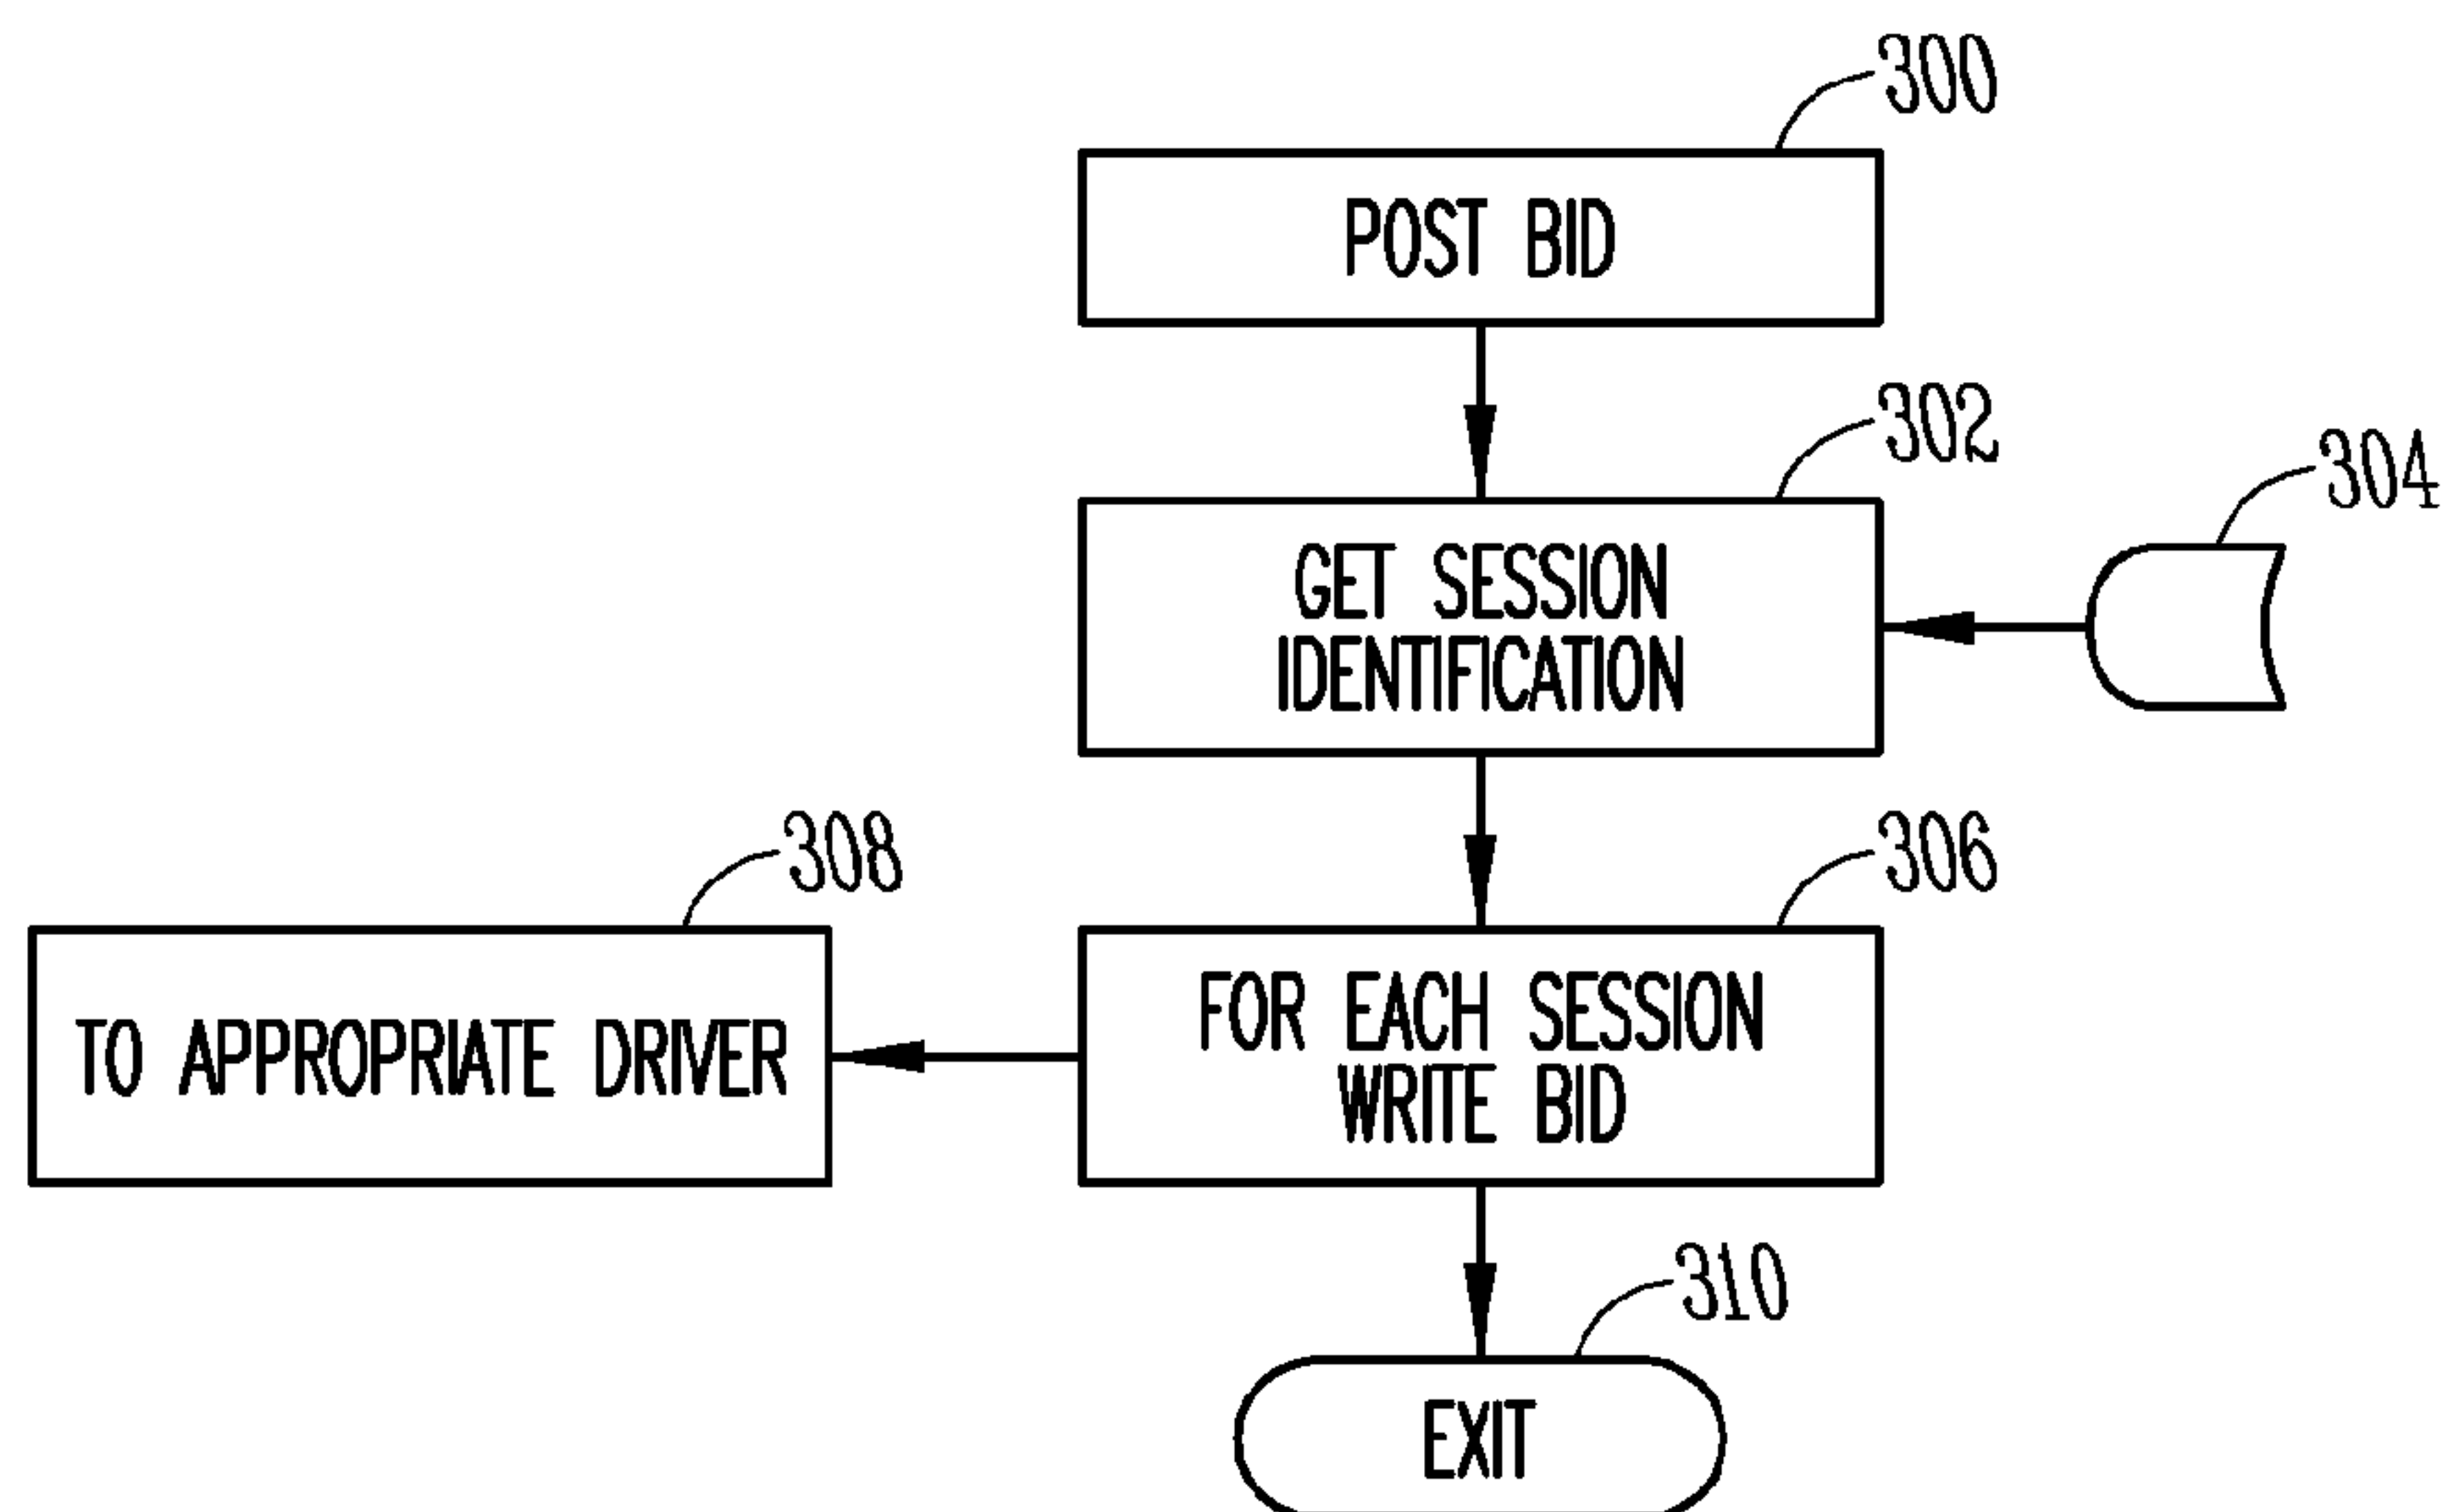 300
POST BID
302
304
GET SESSION
IDENTIFICATION
308
306
TO APPROPRIATE DRIVER
FOR EACH SESSION
WRITE BID
310
EXIT